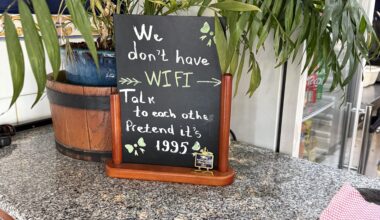 We
don't have
WIFI
Talk
to each other
Pretend it's
1995